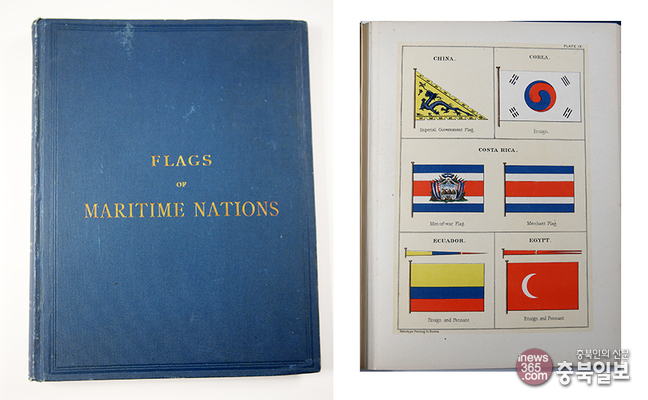 FLAGS
OF
MARITIME NATIONS
PLATE IX
CHINA.
COREA.
Imperial Government Flag.
Ensign.
COSTA RICA.
Men-of-war Flag.
Merchant Flag.
ECUADOR.
EGYPT.
Ensign and Pennant
Ensign and Pennant
충북인의 신문
inews
365.com
충북일보